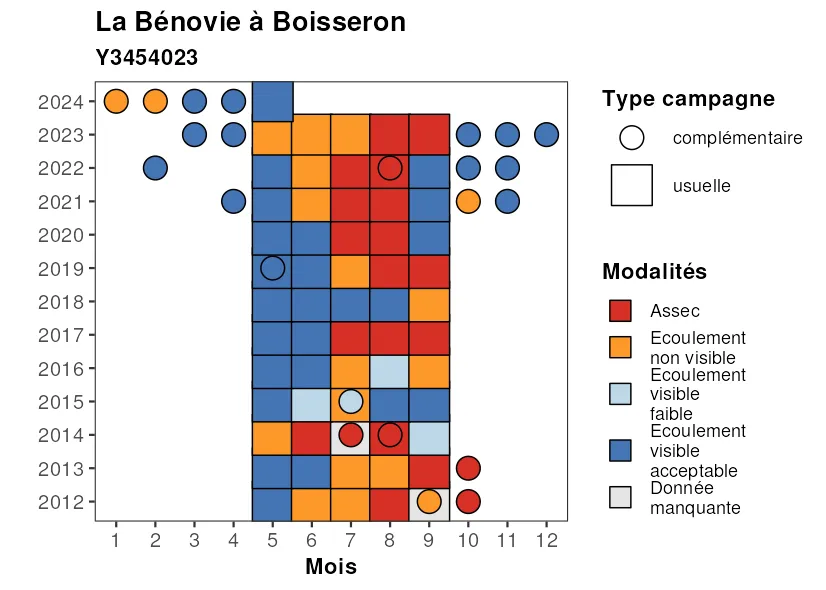 La Bénovie à Boisseron
Y3454023
2024
2023
2022
2021
2020
2019
2018
2017
2016
2015
2014
2013
2012
1 2 3 4 5 6 7 8 9 10 11 12
Mois
Type campagne
complémentaire
usuelle
Modalités
Assec
Ecoulement
non visible
Ecoulement
visible
faible
Ecoulement
visible
acceptable
Donnée
manquante